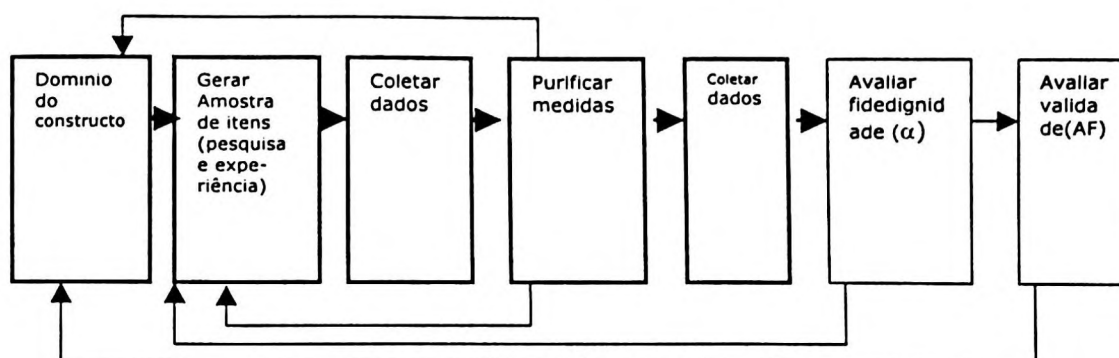 Dominio
do
constructo
Gerar
Amostra
de itens
(pesquisa
e expe-
riência)
Coletar
dados
Purificar
medidas
Coletar
dados
Avaliar
fidedignid
ade (α)
Avaliar
valida
de(AF)